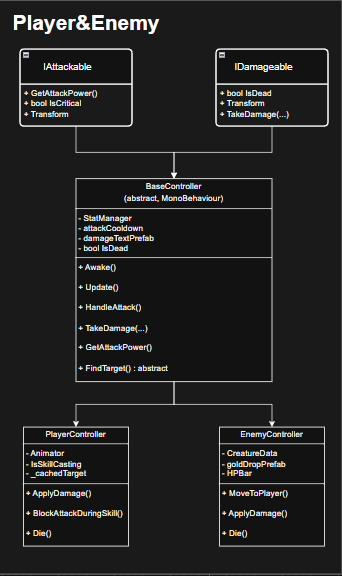 Player&Enemy
IAttackable
+ GetAttackPower()
+ bool IsCritical
+ Transform
IDamageable
+ bool IsDead
+ Transform
+ TakeDamage(...)
BaseController
(abstract, MonoBehaviour)
- StatManager
- attackCooldown
- damageTextPrefab
- bool IsDead
+ Awake()
+ Update()
+ HandleAttack()
+ TakeDamage(...)
+ GetAttackPower()
+ FindTarget() : abstract
PlayerController
- Animator
- IsSkillCasting
- _cachedTarget
+ ApplyDamage()
+ BlockAttackDuringSkill()
+ Die()
EnemyController
- CreatureData
- goldDropPrefab
- HPBar
+ MoveToPlayer()
+ ApplyDamage()
+ Die()